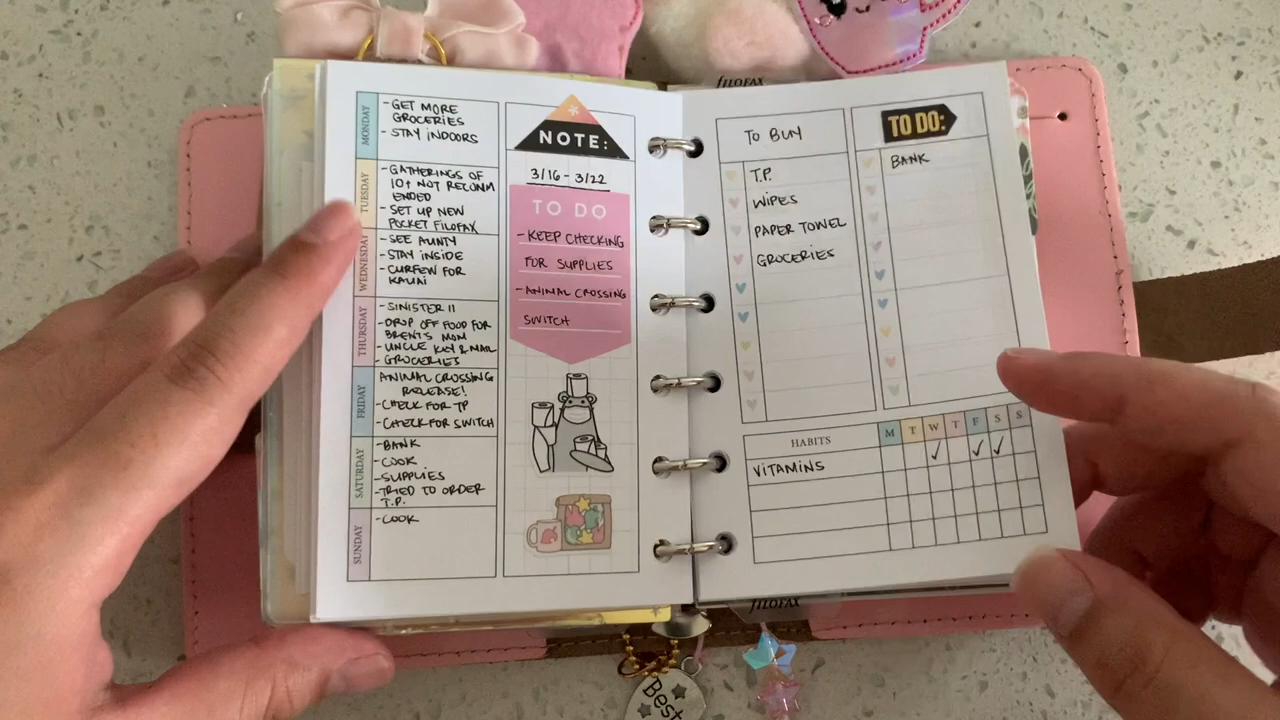 FILOFAX
MONDAY
- GET MORE
GROCERIES
- STAY INDOORS
TUESDAY
- GATHERINGS OF
10+ NOT RECOMM
ENDED
- SET UP NEW
POCKET FILOFAX
WEDNESDAY
- SEE AUNTY
- STAY INSIDE
- CURFEW FOR
KAUAI
THURSDAY
- SINISTER 11
- DROP OFF FOOD FOR
BRENTS MOM
- UNCLE KEY & MAIL
- GROCERIES
FRIDAY
ANIMAL CROSSING
RELEASE!
- CHECK FOR TP
- CHECK FOR SWITCH
SATURDAY
- BANK
- COOK
- SUPPLIES
- TRIED TO ORDER
T.P.
SUNDAY
- COOK
NOTE:
3/16 - 3/22
TO DO
- KEEP CHECKING
FOR SUPPLIES
- ANIMAL CROSSING
SWITCH
TO BUY
T.P.
WIPES
PAPER TOWEL
GROCERIES
TO DO:
BANK
HABITS M T W T F S S
VITAMINS ✓ ✓ ✓
FILOFAX
Best